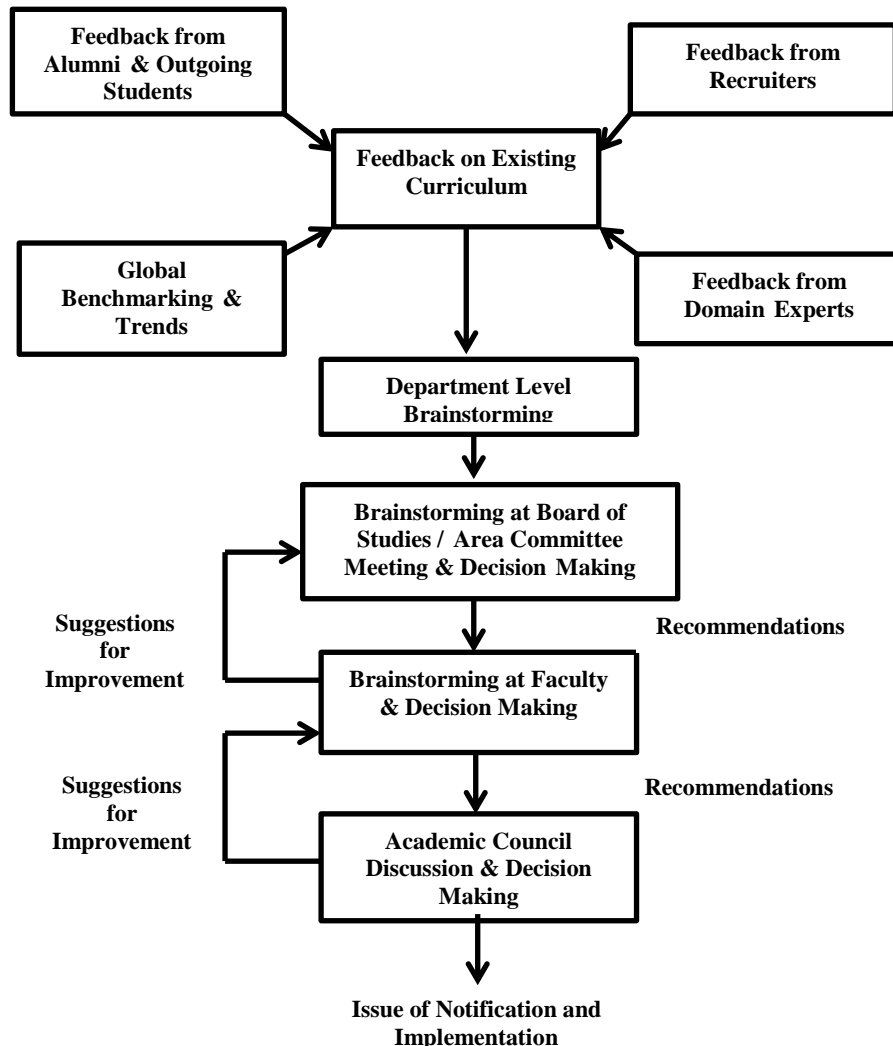 Feedback from
Alumni & Outgoing
Students
Feedback from
Recruiters
Feedback on Existing
Curriculum
Global
Benchmarking &
Trends
Feedback from
Domain Experts
Department Level
Brainstorming
Brainstorming at Board of
Studies / Area Committee
Meeting & Decision Making
Suggestions
for
Improvement
Recommendations
Brainstorming at Faculty
& Decision Making
Suggestions
for
Improvement
Recommendations
Academic Council
Discussion & Decision
Making
Issue of Notification and
Implementation